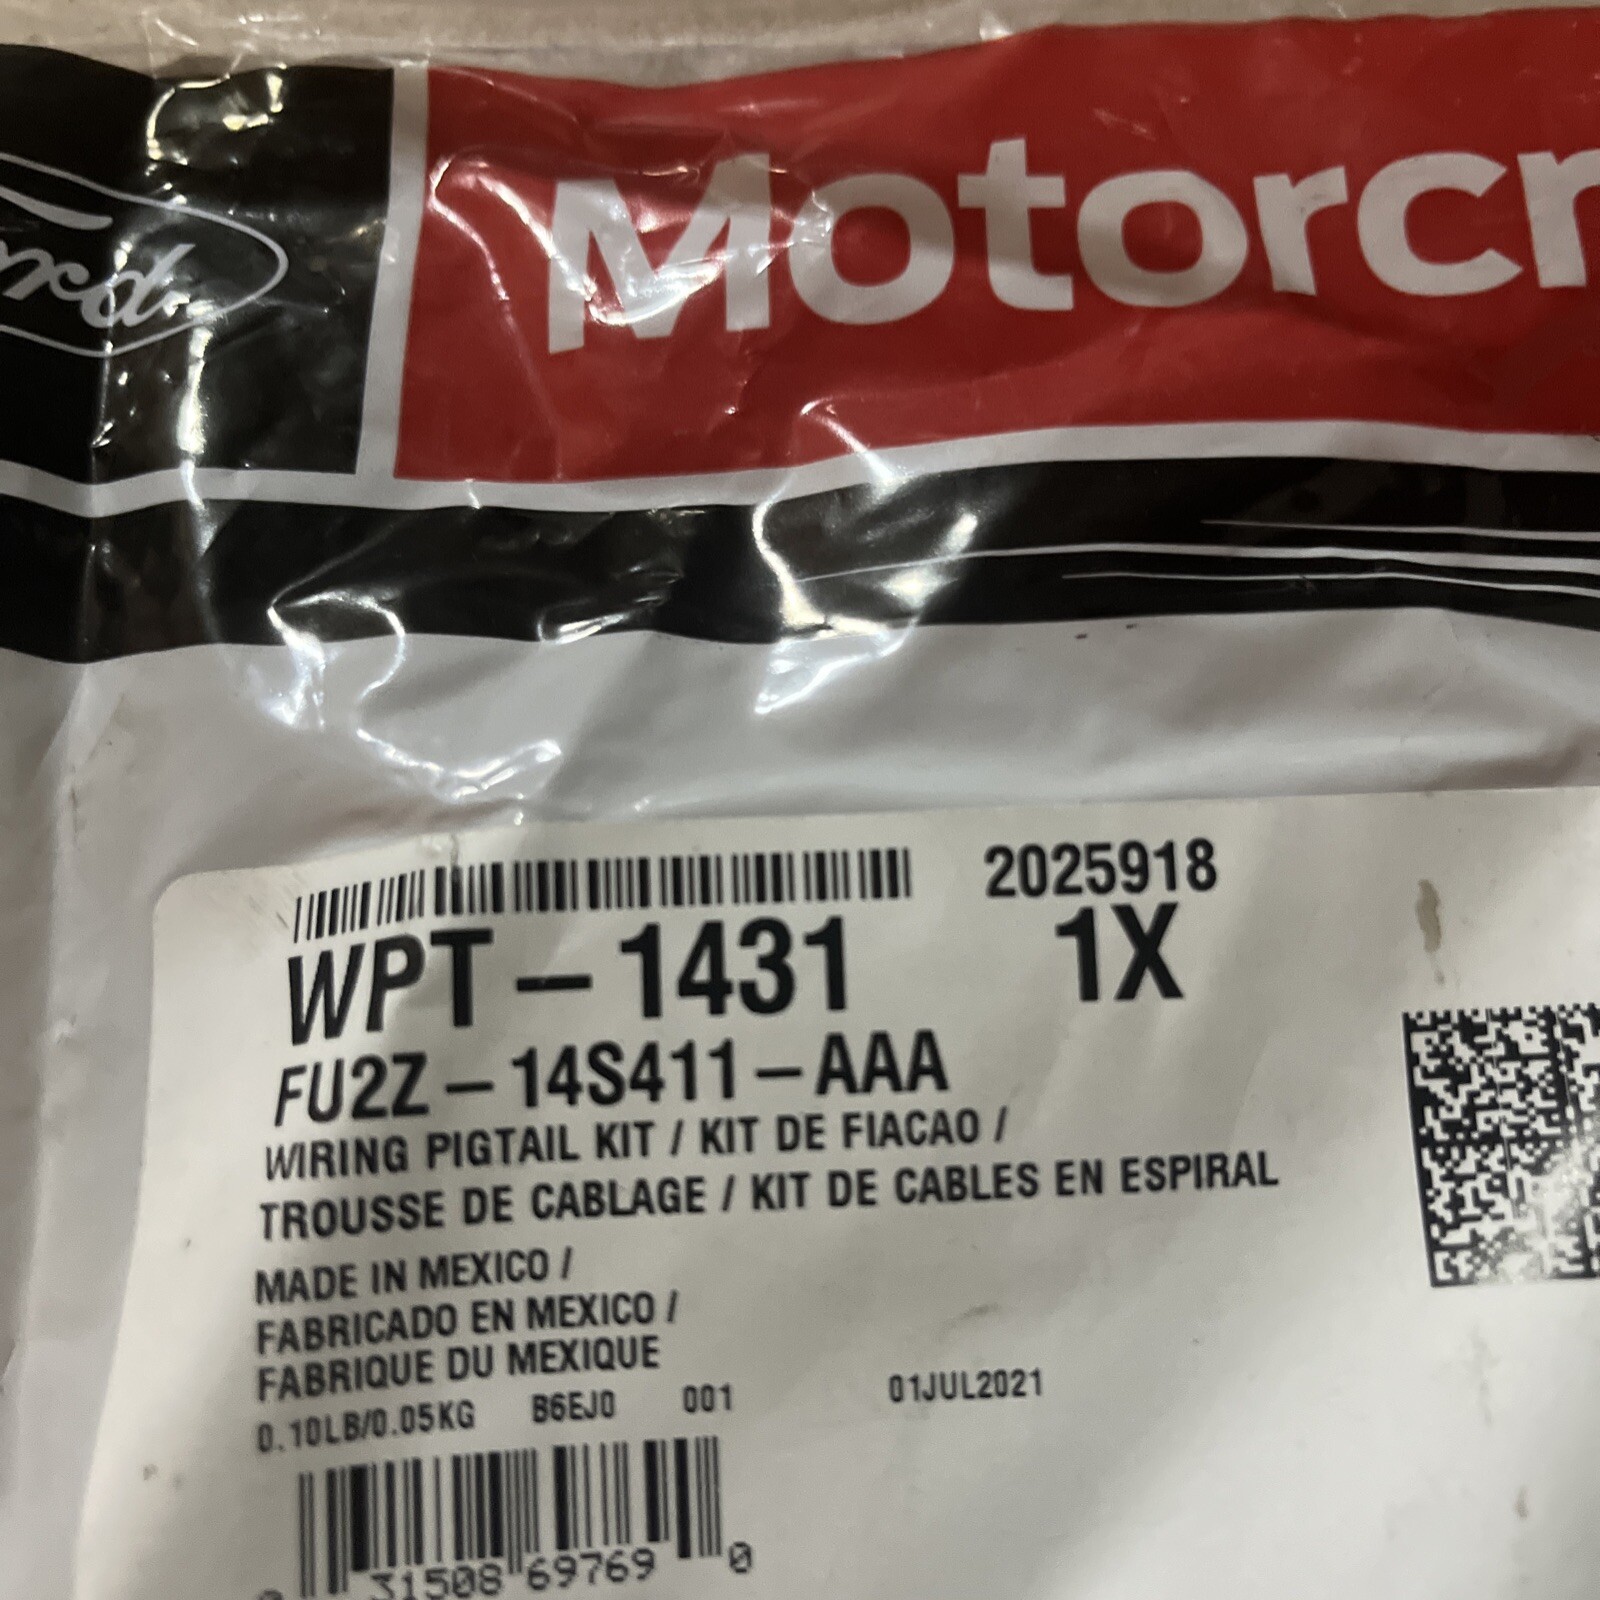 ord
Motorcr
2025918
WPT-1431 1X
FU2Z-14S411-AAA
WIRING PIGTAIL KIT / KIT DE FIACAO /
TROUSSE DE CABLAGE / KIT DE CABLES EN ESPIRAL
MADE IN MEXICO /
FABRICADO EN MEXICO /
FABRIQUE DU MEXIQUE
0.10LB/0.05KG B6EJ0 001 01JUL2021
31508 69769 0